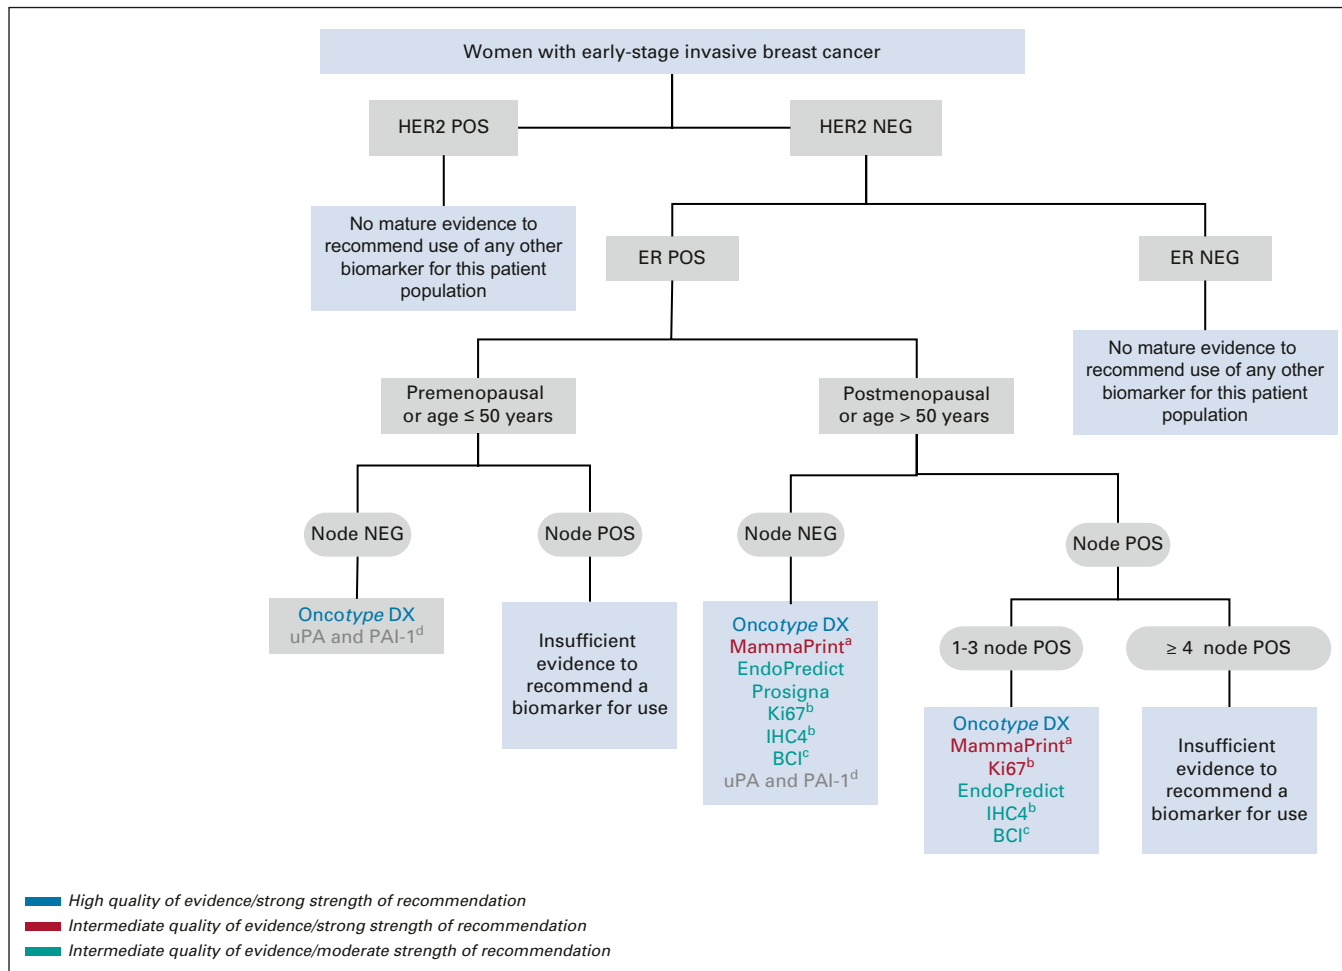 Women with early-stage invasive breast cancer
HER2 POS
HER2 NEG
No mature evidence to
recommend use of any other
biomarker for this patient
population
ER POS
ER NEG
No mature evidence to
recommend use of any other
biomarker for this patient
population
Premenopausal
or age ≤ 50 years
Postmenopausal
or age > 50 years
Node NEG
Node POS
Node NEG
Node POS
Oncotype DX
uPA and PAI-1d
Insufficient
evidence to
recommend a
biomarker for use
Oncotype DX
MammaPrinta
EndoPredict
Prosigna
Ki67b
IHC4b
BCIc
uPA and PAI-1d
1-3 node POS
≥ 4 node POS
Oncotype DX
MammaPrinta
Ki67b
EndoPredict
IHC4b
BCIc
Insufficient
evidence to
recommend a
biomarker for use
High quality of evidence/strong strength of recommendation
Intermediate quality of evidence/strong strength of recommendation
Intermediate quality of evidence/moderate strength of recommendation